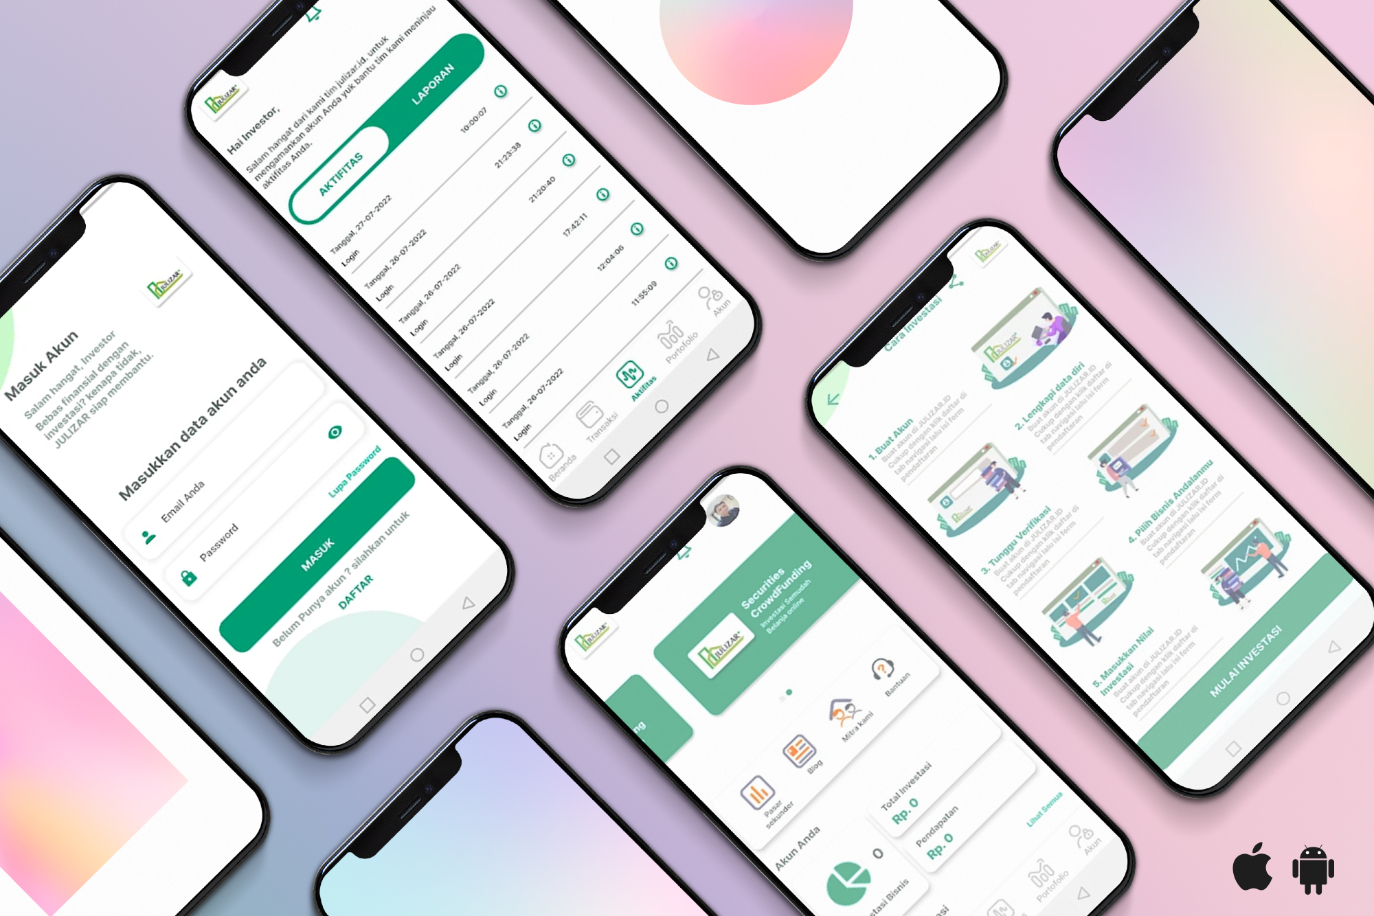 JULIZAR
Hai Investor,
Salam hangat dari kami tim julizar.id. untuk
mengamankan akun Anda yuk bantu tim kami meninjau
aktifitas Anda.
AKTIFITAS
LAPORAN
Tanggal, 27-07-2022
Login
10:00:07
Tanggal, 26-07-2022
Login
21:23:38
Tanggal, 26-07-2022
Login
21:20:40
Tanggal, 26-07-2022
Login
17:42:11
Tanggal, 26-07-2022
Login
12:04:06
Tanggal, 26-07-2022
Login
11:55:09
Beranda
Transaksi
Aktifitas
Portofolio
Akun
JULIZAR
Masuk Akun
Salam hangat, Investor
Bebas finansial dengan
investasi? kenapa tidak,
JULIZAR siap membantu.
Masukkan data akun anda
Email Anda
Password
Lupa Password
MASUK
Belum Punya akun ? silahkan untuk
DAFTAR
JULIZAR
ng
JULIZAR
Securities
CrowdFunding
Investasi Semudah
Belanja online
Pasar
sekunder
Blog
Mitra kami
Bantuan
Akun Anda
0
stasi Bisnis
Total Investasi
Rp. 0
Pendapatan
Rp. 0
Lihat Semua
Portofolio
Akun
JULIZAR
Cara Investasi
JULIZAR
1. Buat Akun
Buat akun di JULIZAR.ID
Cukup dengan klik daftar di
tab navigasi lalu isi form
pendaftaran
2. Lengkapi data diri
Buat akun di JULIZAR.ID
Cukup dengan klik daftar di
tab navigasi lalu isi form
pendaftaran
3. Tunggu Verifikasi
Buat akun di JULIZAR.ID
Cukup dengan klik daftar di
tab navigasi lalu isi form
pendaftaran
4. Pilih Bisnis Andalanmu
Buat akun di JULIZAR.ID
Cukup dengan klik daftar di
tab navigasi lalu isi form
pendaftaran
5. Masukkan Nilai
Investasi
Buat akun di JULIZAR.ID
Cukup dengan klik daftar di
tab navigasi lalu isi form
pendaftaran
MULAI INVESTASI